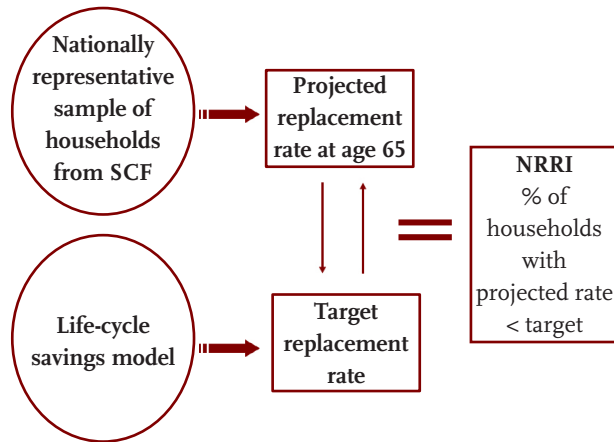 Nationally
representative
sample of
households
from SCF
Projected
replacement
rate at age 65
Life-cycle
savings model
Target
replacement
rate
NRRI
% of
households
with
projected rate
< target